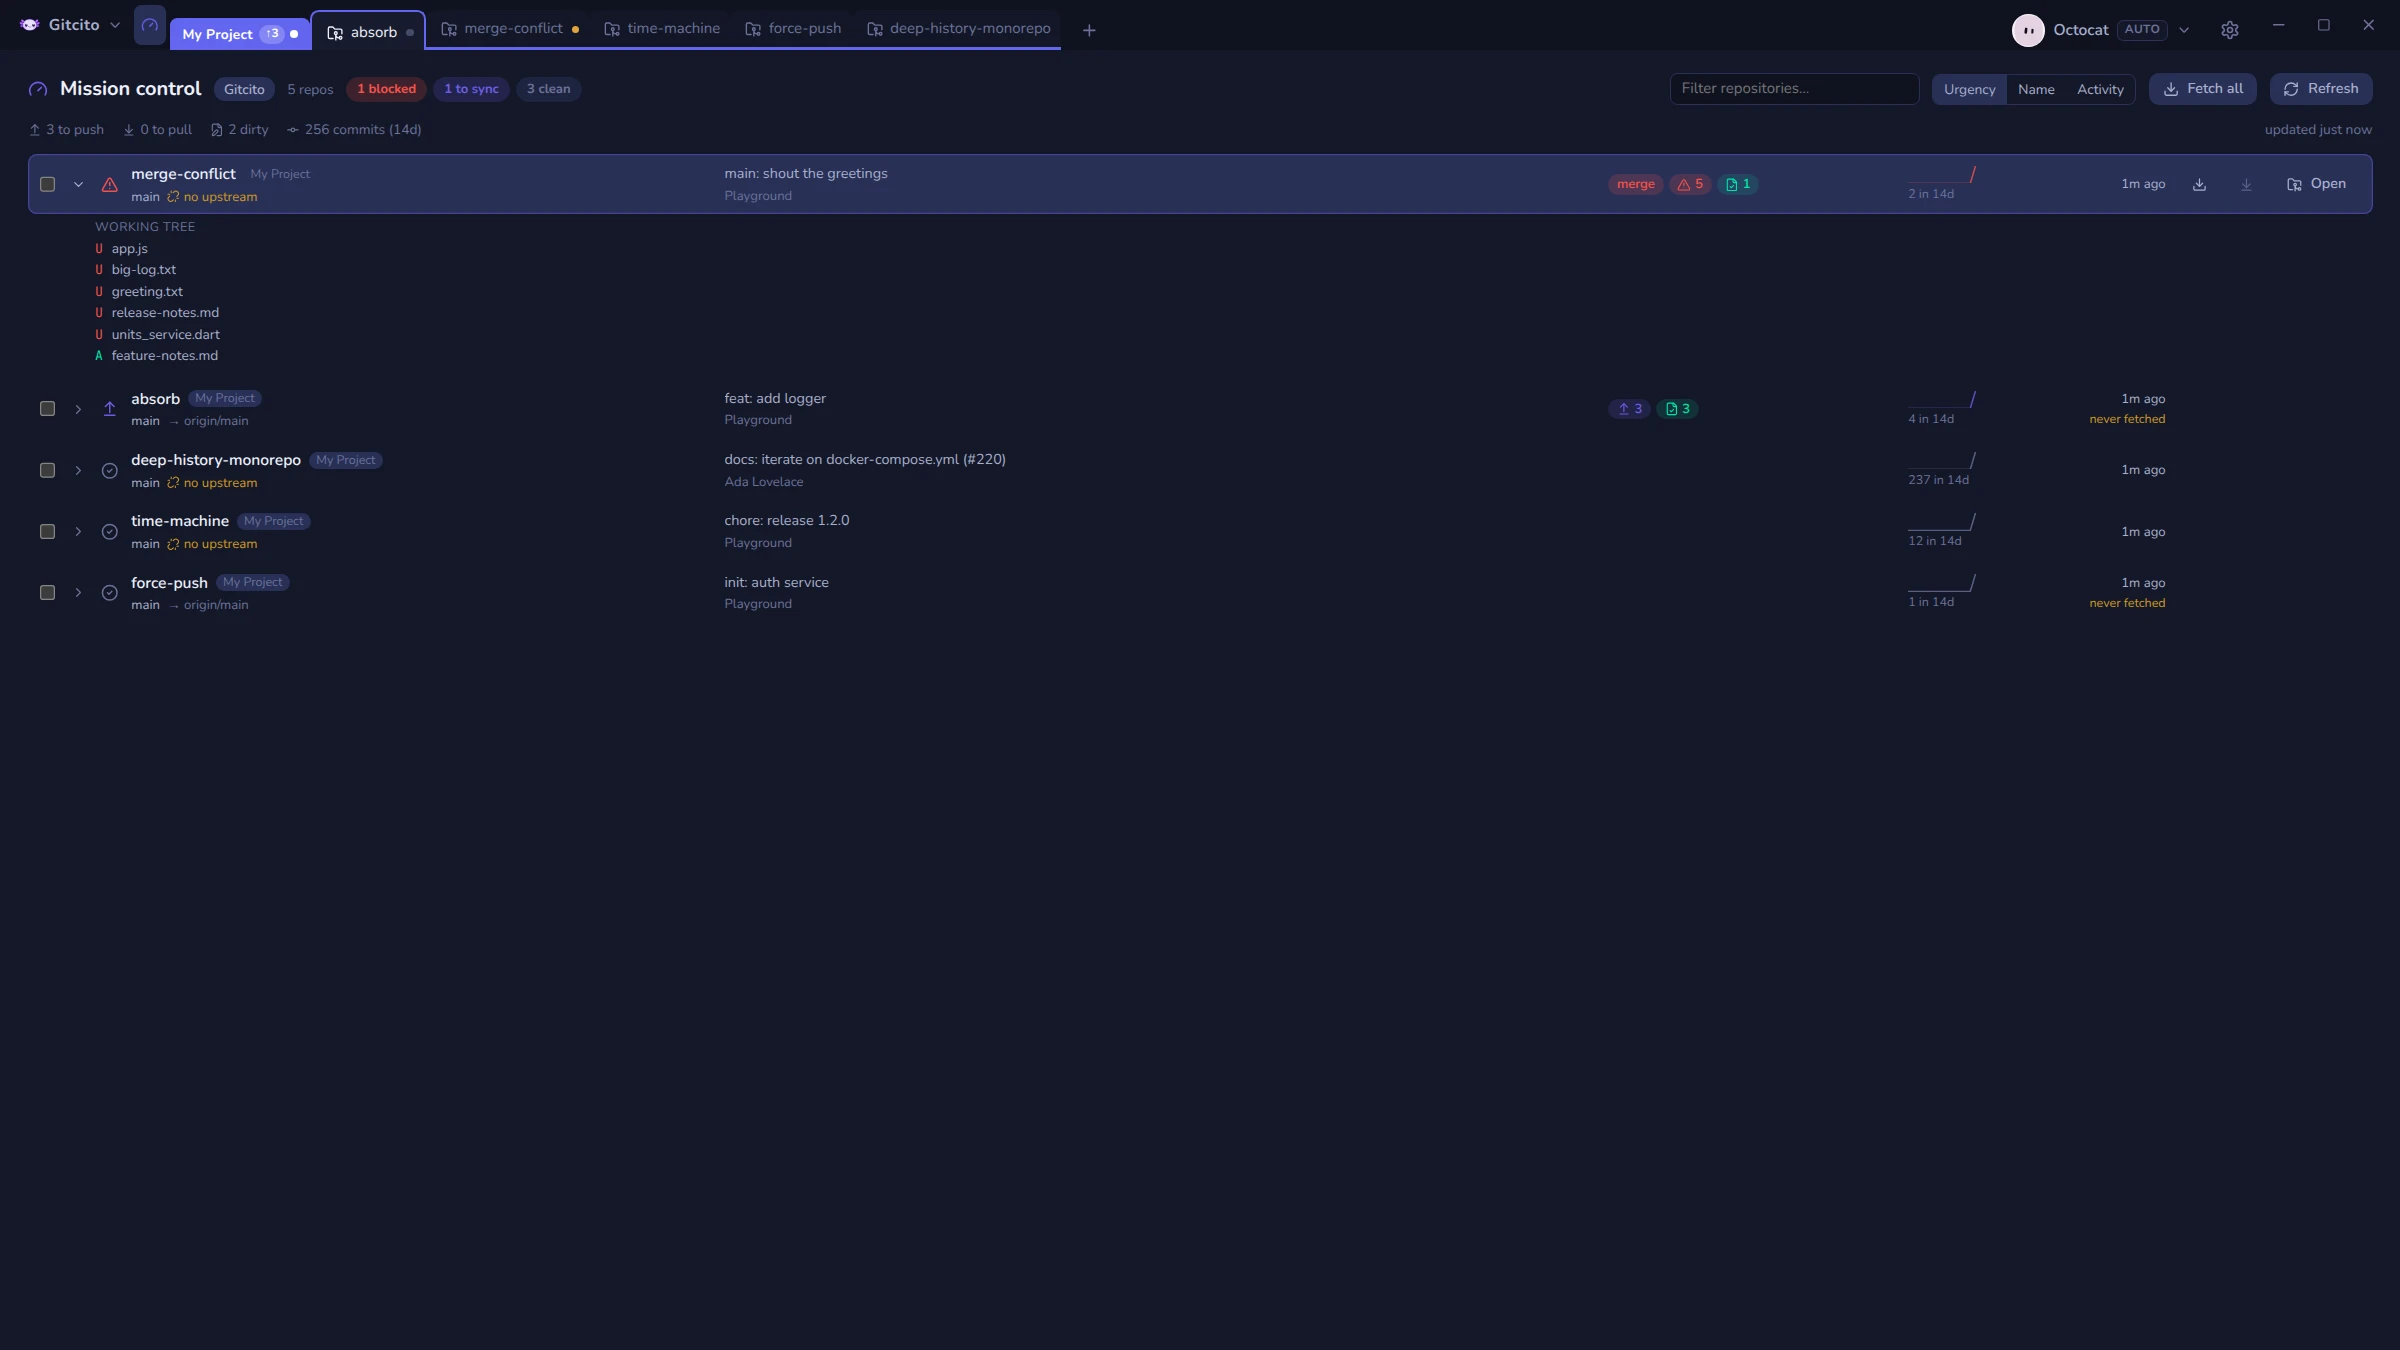 Gitcito
My Project ↑3
absorb
merge-conflict
time-machine
force-push
deep-history-monorepo
Octocat AUTO
Mission control Gitcito 5 repos 1 blocked 1 to sync 3 clean
Filter repositories...
Urgency Name Activity
Fetch all
Refresh
3 to push 0 to pull 2 dirty 256 commits (14d)
updated just now
merge-conflict My Project
main no upstream
main: shout the greetings
Playground
merge 5 1
2 in 14d
1m ago
Open
WORKING TREE
U app.js
U big-log.txt
U greeting.txt
U release-notes.md
U units_service.dart
A feature-notes.md
absorb My Project
main → origin/main
feat: add logger
Playground
3 3
4 in 14d
1m ago
never fetched
deep-history-monorepo My Project
main no upstream
docs: iterate on docker-compose.yml (#220)
Ada Lovelace
237 in 14d
1m ago
time-machine My Project
main no upstream
chore: release 1.2.0
Playground
12 in 14d
1m ago
force-push My Project
main → origin/main
init: auth service
Playground
1 in 14d
1m ago
never fetched